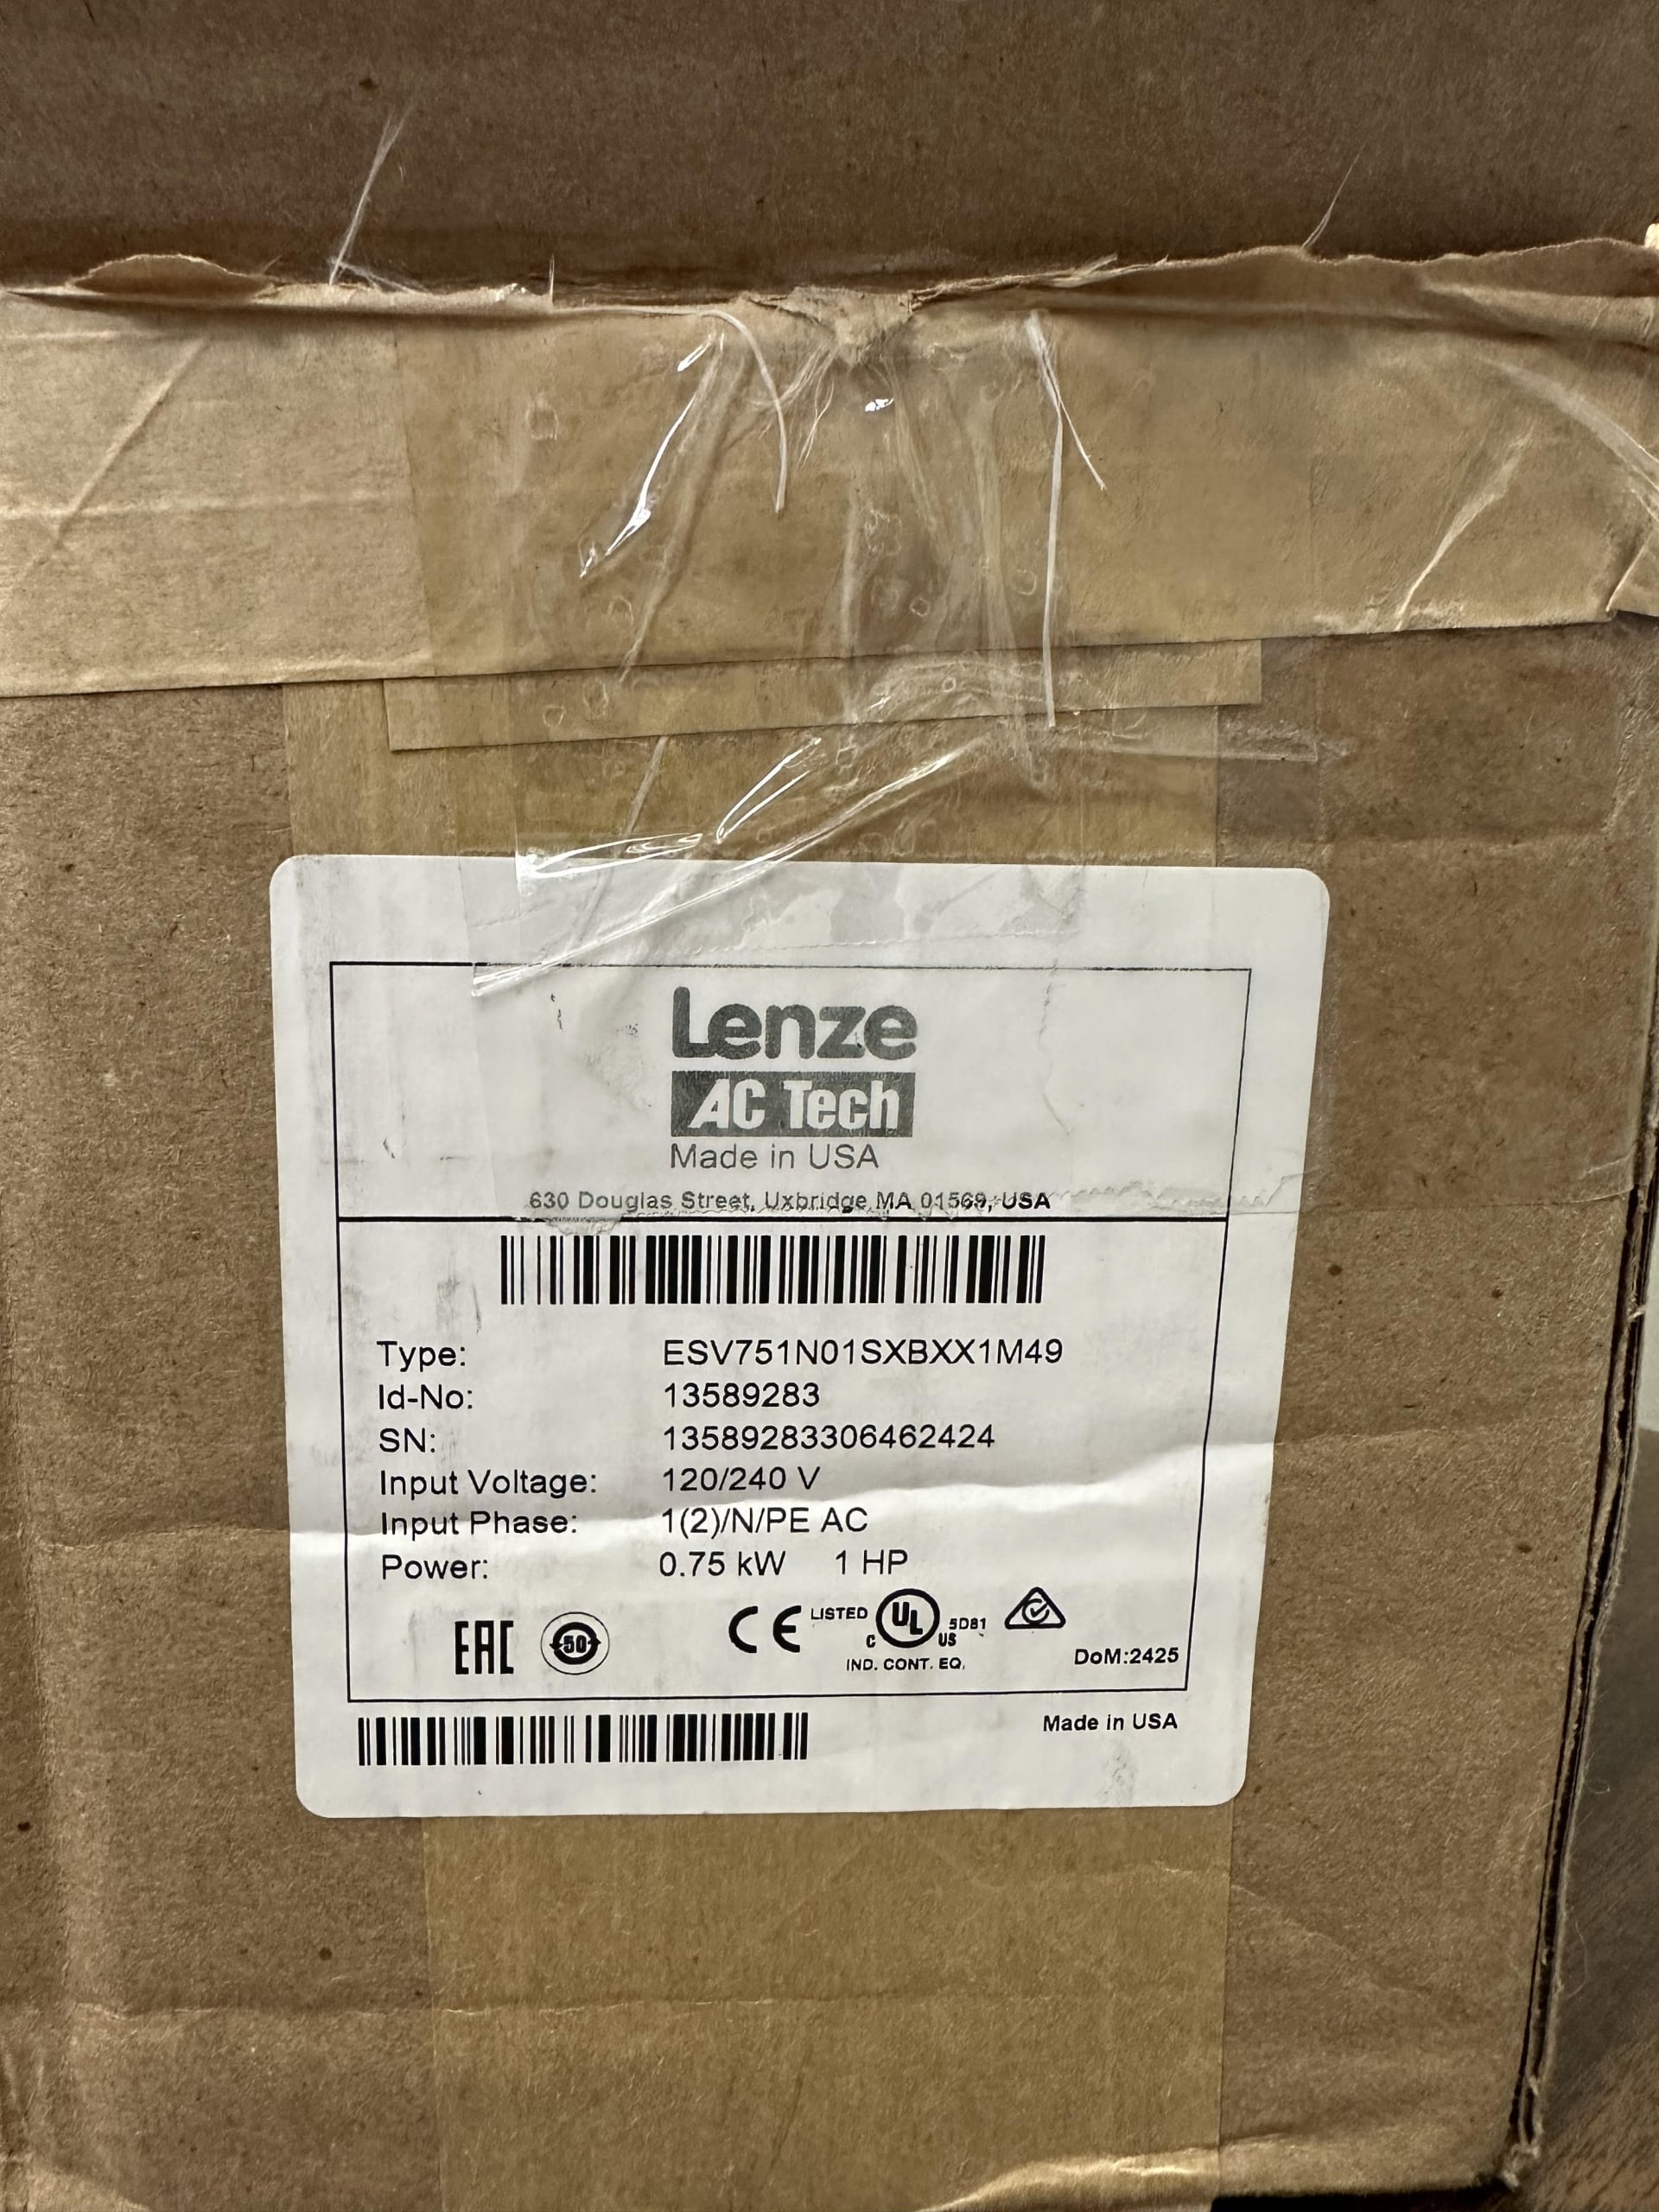 Lenze
AC Tech
Made in USA
630 Douglas Street, Uxbridge MA 01569, USA
Type: ESV751N01SXBXX1M49
Id-No: 13589283
SN: 13589283306462424
Input Voltage: 120/240 V
Input Phase: 1(2)/N/PE AC
Power: 0.75 kW 1 HP
EAC 50 CE LISTED C UL US 5D81
IND. CONT. EQ.
DoM:2425
Made in USA